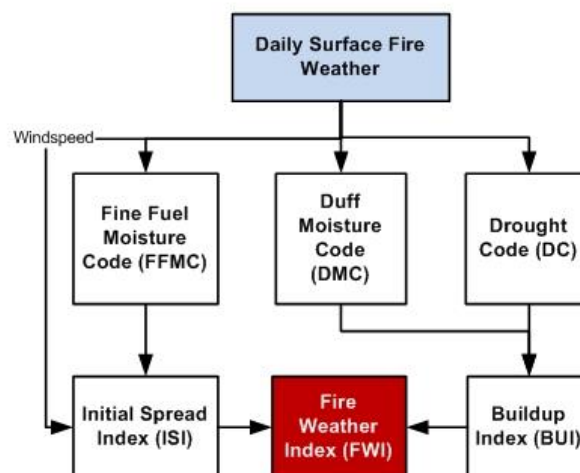 Daily Surface Fire
Weather
Windspeed
Fine Fuel
Moisture
Code (FFMC)
Duff
Moisture
Code
(DMC)
Drought
Code (DC)
Initial Spread
Index (ISI)
Fire
Weather
Index (FWI)
Buildup
Index (BUI)